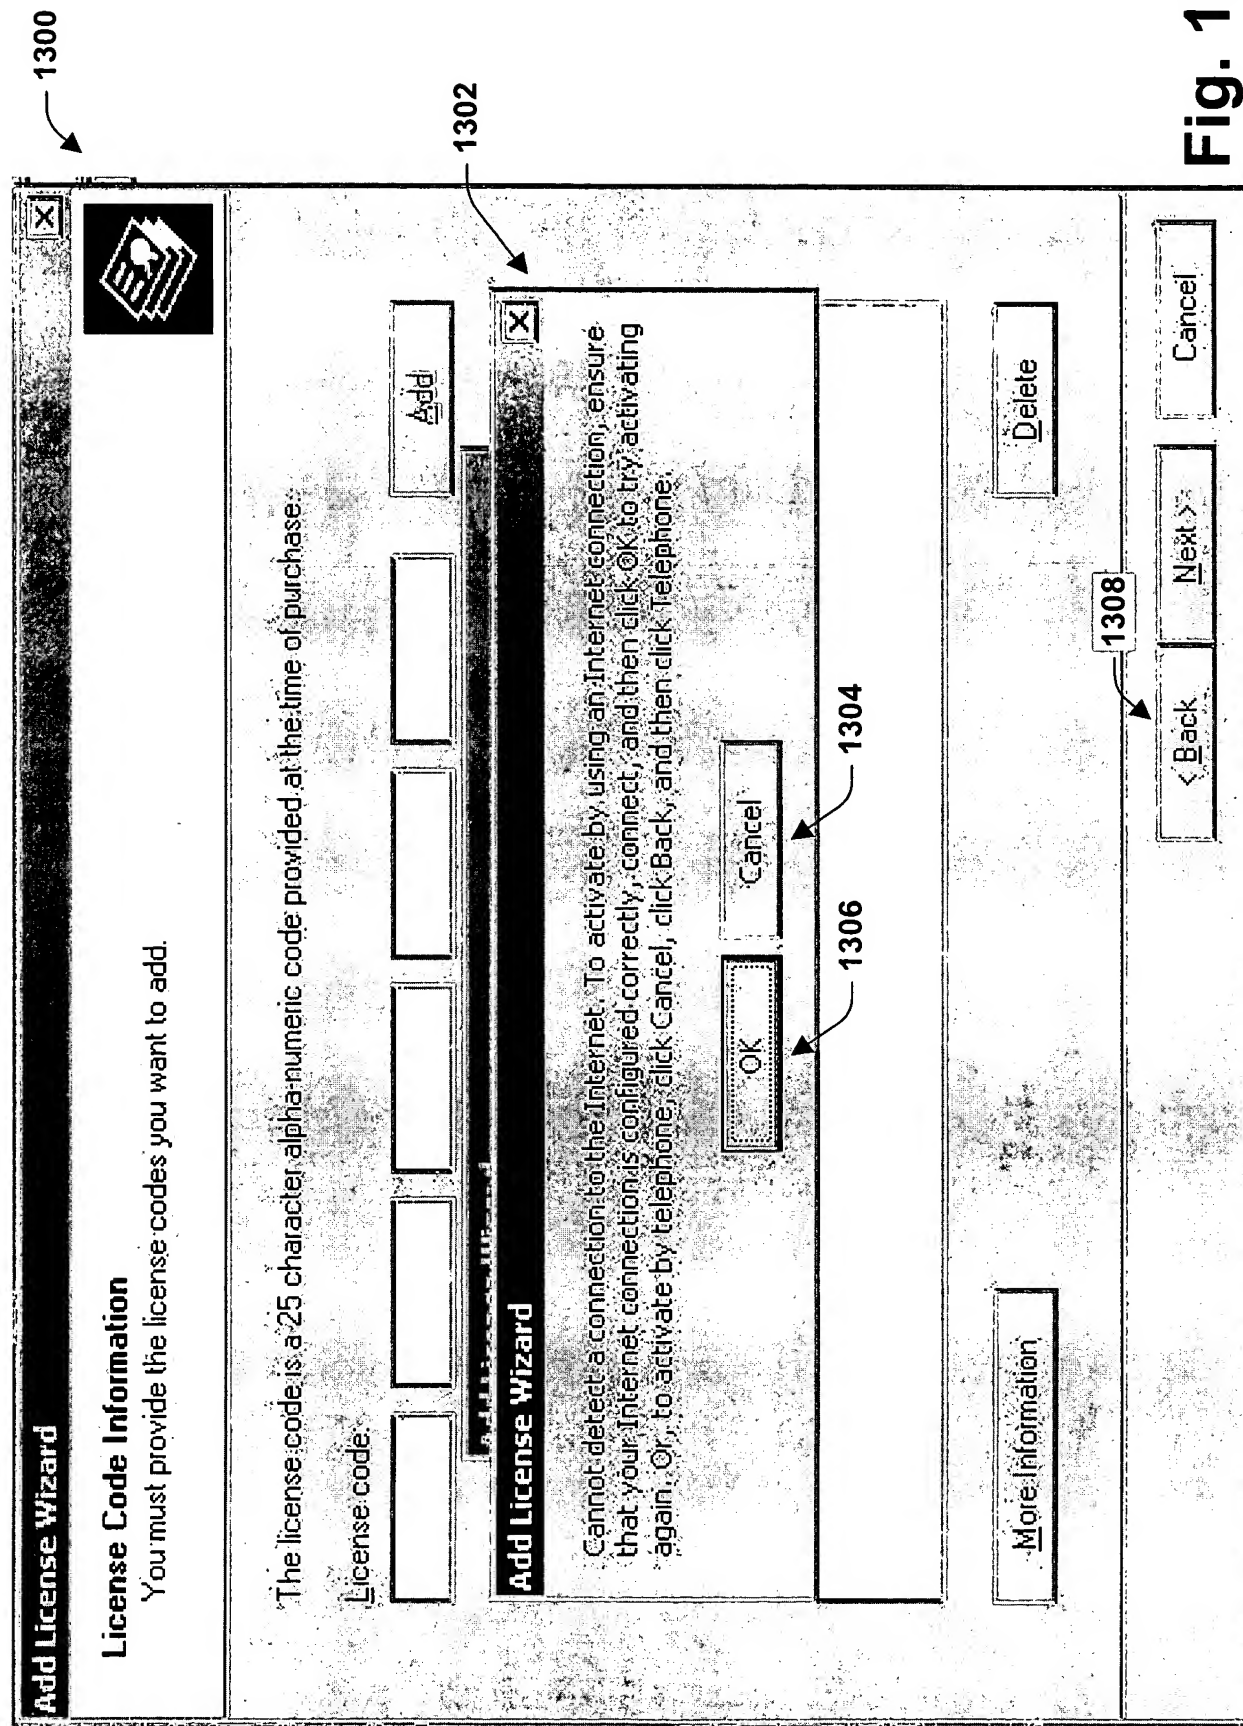 1300
Add License Wizard
License Code Information
You must provide the license codes you want to add.
The license code is a 25 character alpha-numeric code provided at the time of purchase.
License code:
Add
1302
Add License Wizard
Cannot detect a connection to the Internet. To activate by using an Internet connection, ensure
that your Internet connection is configured correctly, connect, and then click OK to try activating
again. Or, to activate by telephone, click Cancel, click Back, and then click Telephone.
OK
Cancel
1306
1304
More Information
Delete
1308
< Back
Next >
Cancel
Fig. 1